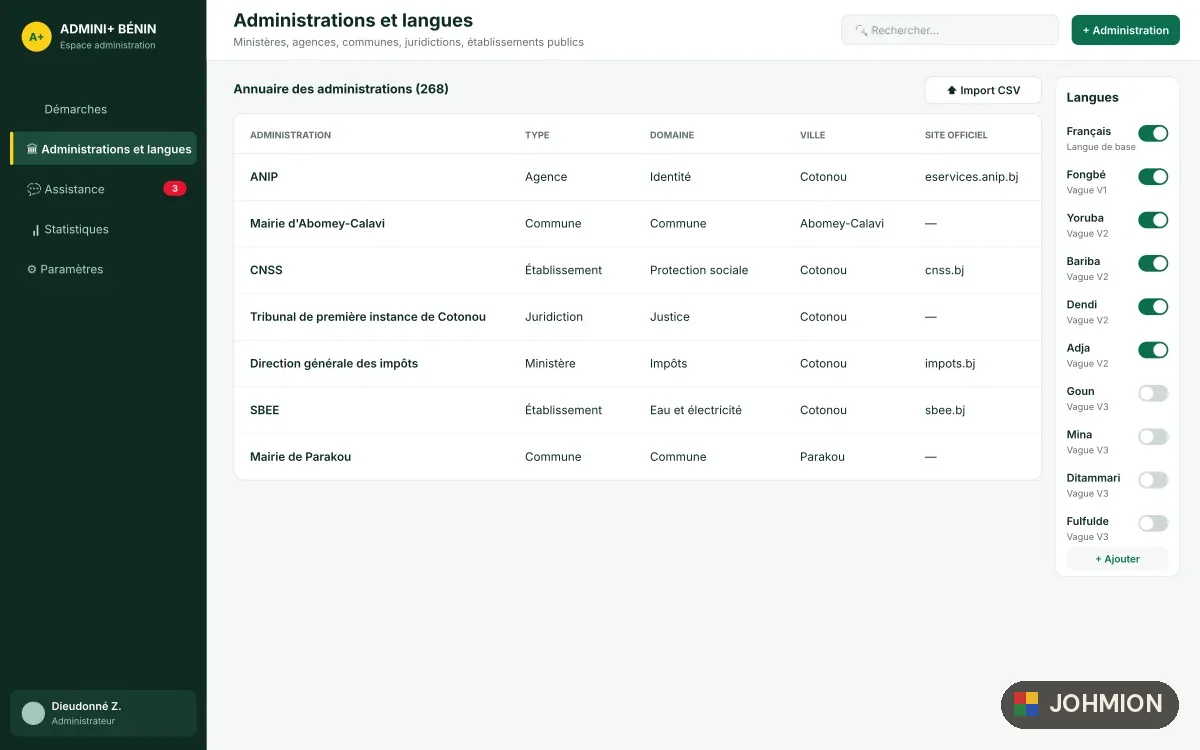 A+
ADMINI+ BÉNIN
Espace administration
Démarches
Administrations et langues
Assistance 3
Statistiques
Paramètres
Dieudonné Z.
Administrateur
Administrations et langues
Ministères, agences, communes, juridictions, établissements publics
Rechercher...
+ Administration
Annuaire des administrations (268)
Import CSV
ADMINISTRATION TYPE DOMAINE VILLE SITE OFFICIEL
ANIP Agence Identité Cotonou eservices.anip.bj
Mairie d'Abomey-Calavi Commune Commune Abomey-Calavi —
CNSS Établissement Protection sociale Cotonou cnss.bj
Tribunal de première instance de Cotonou Juridiction Justice Cotonou —
Direction générale des impôts Ministère Impôts Cotonou impots.bj
SBEE Établissement Eau et électricité Cotonou sbee.bj
Mairie de Parakou Commune Commune Parakou —
Langues
Français
Langue de base
Fongbé
Vague V1
Yoruba
Vague V2
Bariba
Vague V2
Dendi
Vague V2
Adja
Vague V2
Goun
Vague V3
Mina
Vague V3
Ditammari
Vague V3
Fulfulde
Vague V3
+ Ajouter
JOHMION